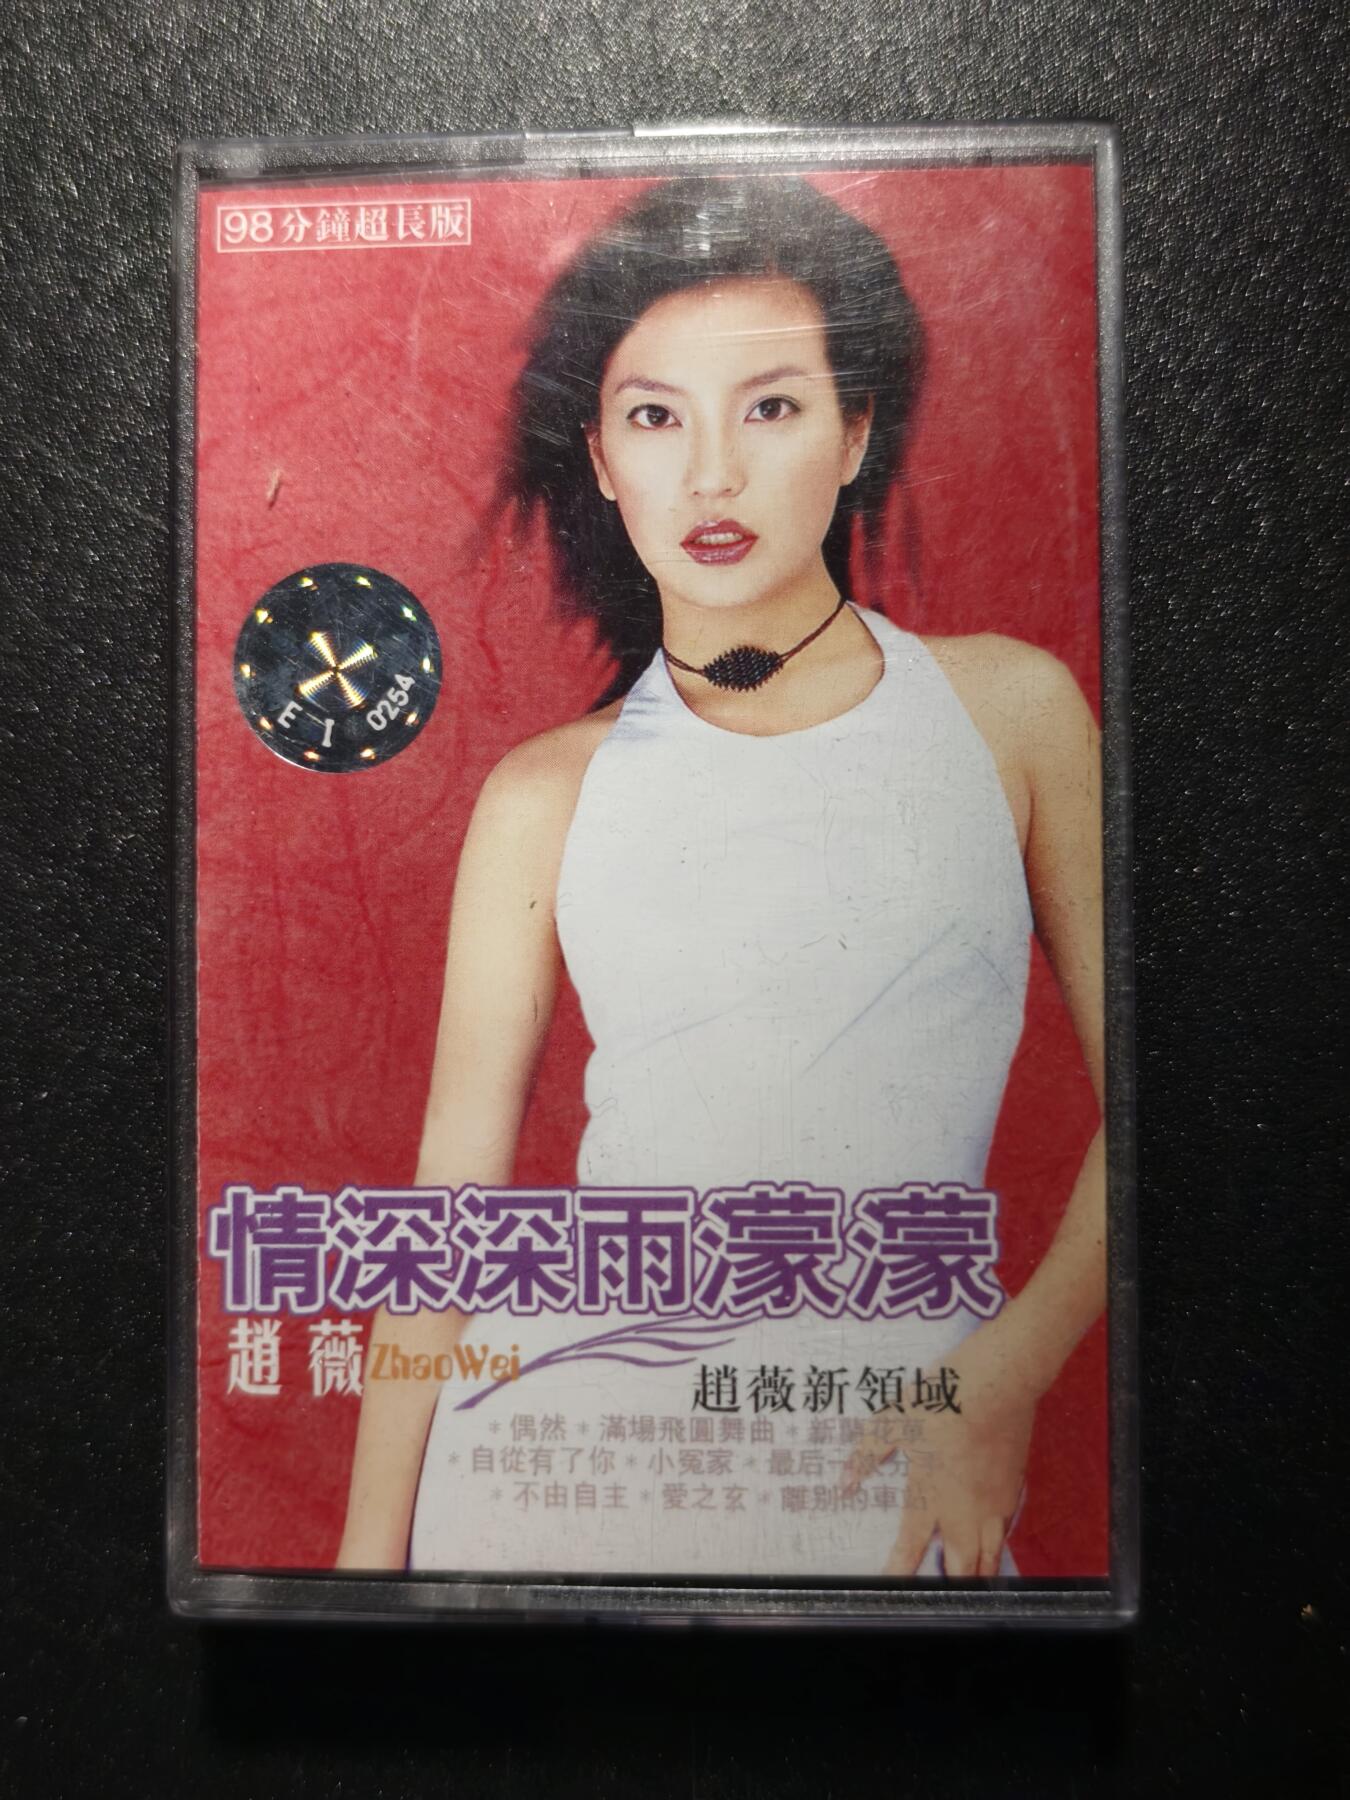 98分鐘超長版
E I 0254
情深深雨濛濛
趙薇 ZhaoWei
趙薇新領域
*偶然*滿場飛圓舞曲*新蘭花草
*自從有了你*小冤家*最后一次分手
*不由自主*愛之玄*離别的車站